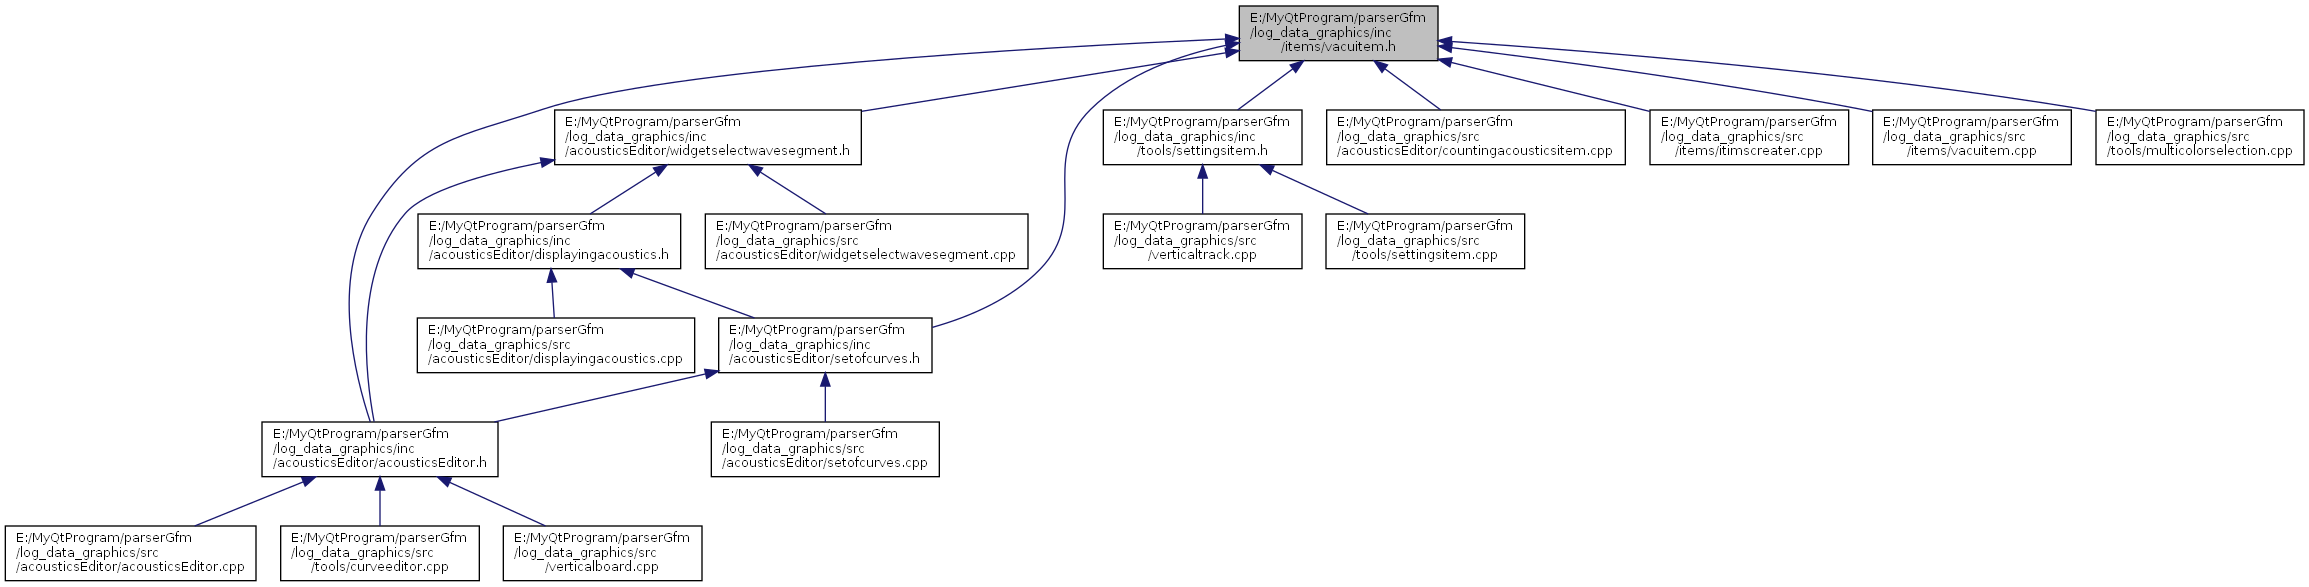 E:/MyQtProgram/parserGfm
/log_data_graphics/inc
/items/vacuitem.h
E:/MyQtProgram/parserGfm
/log_data_graphics/inc
/acousticsEditor/widgetselectwavesegment.h
E:/MyQtProgram/parserGfm
/log_data_graphics/inc
/tools/settingsitem.h
E:/MyQtProgram/parserGfm
/log_data_graphics/src
/acousticsEditor/countingacousticsitem.cpp
E:/MyQtProgram/parserGfm
/log_data_graphics/src
/items/itimscreater.cpp
E:/MyQtProgram/parserGfm
/log_data_graphics/src
/items/vacuitem.cpp
E:/MyQtProgram/parserGfm
/log_data_graphics/src
/tools/multicolorselection.cpp
E:/MyQtProgram/parserGfm
/log_data_graphics/inc
/acousticsEditor/displayingacoustics.h
E:/MyQtProgram/parserGfm
/log_data_graphics/src
/acousticsEditor/widgetselectwavesegment.cpp
E:/MyQtProgram/parserGfm
/log_data_graphics/src
/verticaltrack.cpp
E:/MyQtProgram/parserGfm
/log_data_graphics/src
/tools/settingsitem.cpp
E:/MyQtProgram/parserGfm
/log_data_graphics/src
/acousticsEditor/displayingacoustics.cpp
E:/MyQtProgram/parserGfm
/log_data_graphics/inc
/acousticsEditor/setofcurves.h
E:/MyQtProgram/parserGfm
/log_data_graphics/inc
/acousticsEditor/acousticsEditor.h
E:/MyQtProgram/parserGfm
/log_data_graphics/src
/acousticsEditor/setofcurves.cpp
E:/MyQtProgram/parserGfm
/log_data_graphics/src
/acousticsEditor/acousticsEditor.cpp
E:/MyQtProgram/parserGfm
/log_data_graphics/src
/tools/curveeditor.cpp
E:/MyQtProgram/parserGfm
/log_data_graphics/src
/verticalboard.cpp